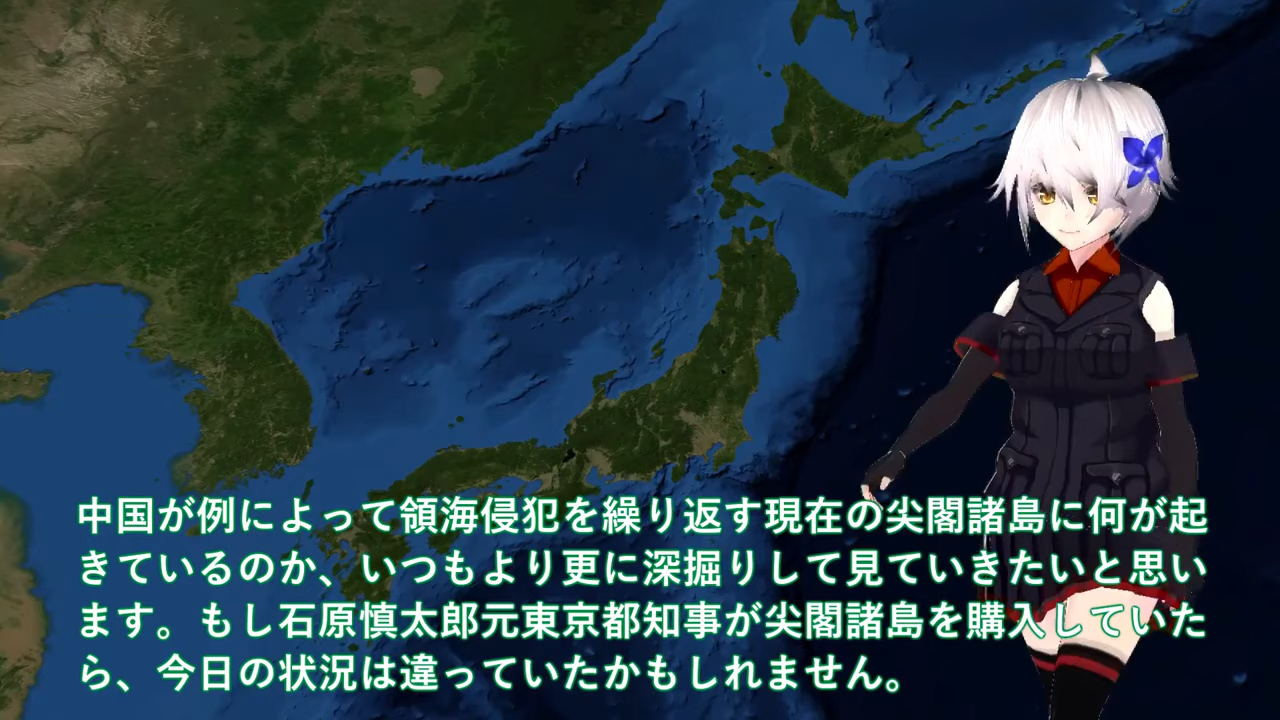 中国が例によって領海侵犯を繰り返す現在の尖閣諸島に何が起
きているのか、いつもより更に深掘りして見ていきたいと思い
ます。もし石原慎太郎元東京都知事が尖閣諸島を購入していた
ら、今日の状況は違っていたかもしれません。